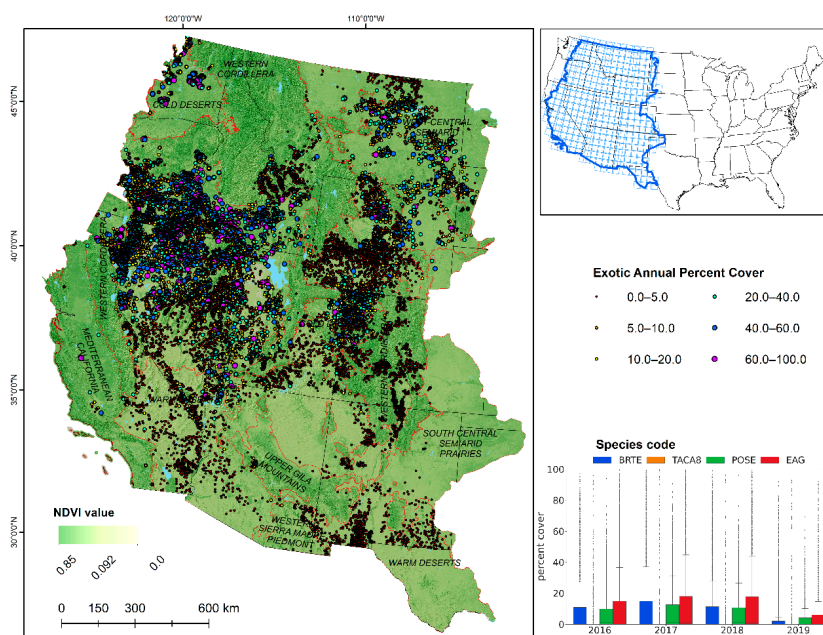 120°0'0"W
110°0'0"W
45°0'0"N
40°0'0"N
35°0'0"N
30°0'0"N
WESTERN
CORDILLERA
COLD DESERTS
WEST-CENTRAL
SEMIARID
WESTERN CORDILLERA
MEDITERRANEAN
CALIFORNIA
SOUTH CENTRAL
SEMIARID
PRAIRIES
UPPER GILA
MOUNTAINS
WESTERN
SIERRA MADRE
PIEDMONT
WARM DESERTS
NDVI value
0.85
0.092
0.0
0 150 300 600 km
Exotic Annual Percent Cover
0.0–5.0
20.0–40.0
5.0–10.0
40.0–60.0
10.0–20.0
60.0–100.0
Species code
BRTE TACA8 POSE EAG
percent cover
100
80
60
40
20
0
2016 2017 2018 2019